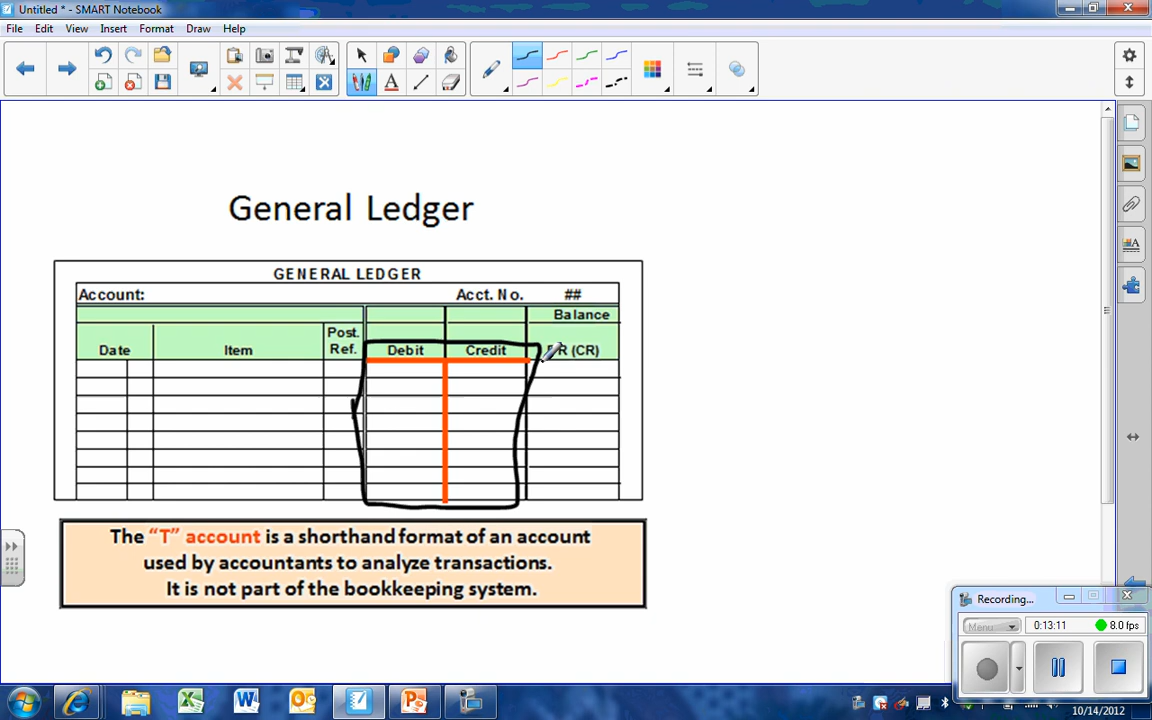 Untitled * - SMART Notebook
File Edit View Insert Format Draw Help
General Ledger
GENERAL LEDGER
Account: Acct. No. ##
Balance
Date Item Post. Ref. Debit Credit (CR)
The “T” account is a shorthand format of an account
used by accountants to analyze transactions.
It is not part of the bookkeeping system.
Recording...
Menu 0:13:11 8.0 fps
10/14/2012